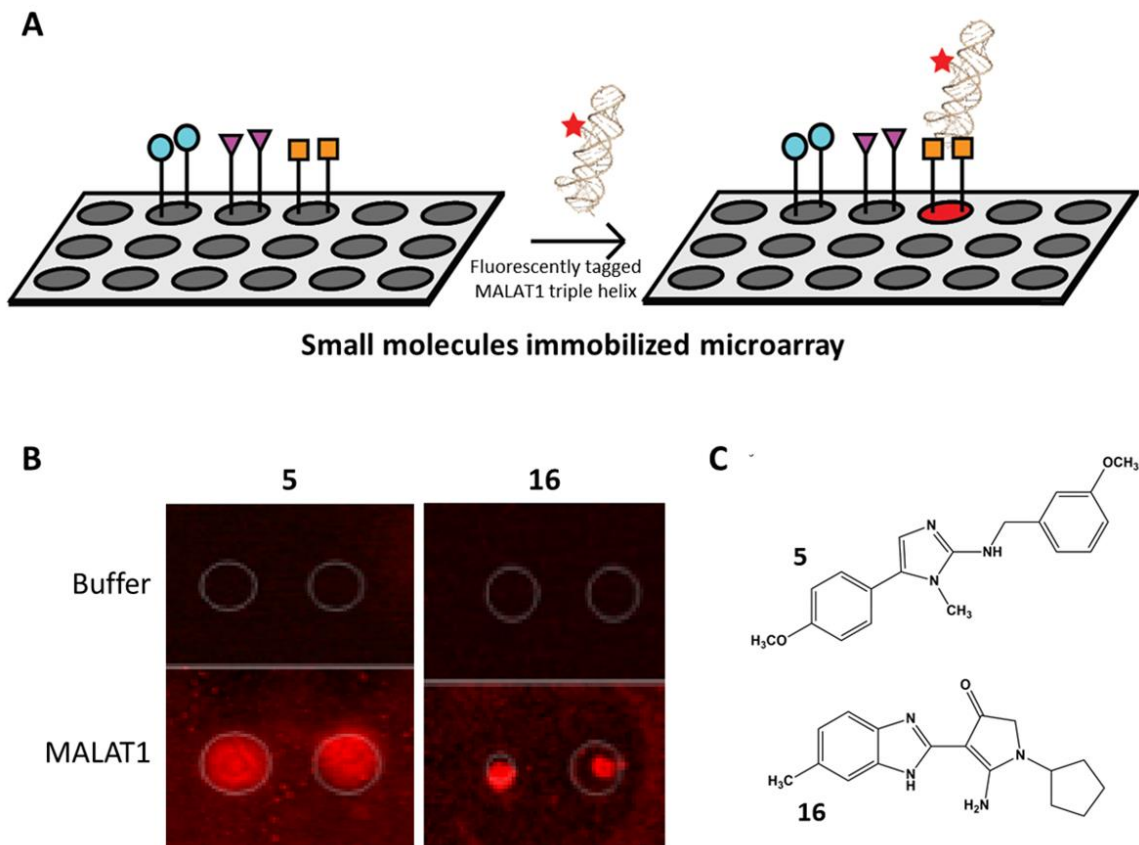 A
Fluorescently tagged
MALAT1 triple helix
Small molecules immobilized microarray
B
5
16
Buffer
MALAT1
C
OCH3
N
NH
5
N
CH3
H3CO
O
N
N
H3C
N
H
H2N
16